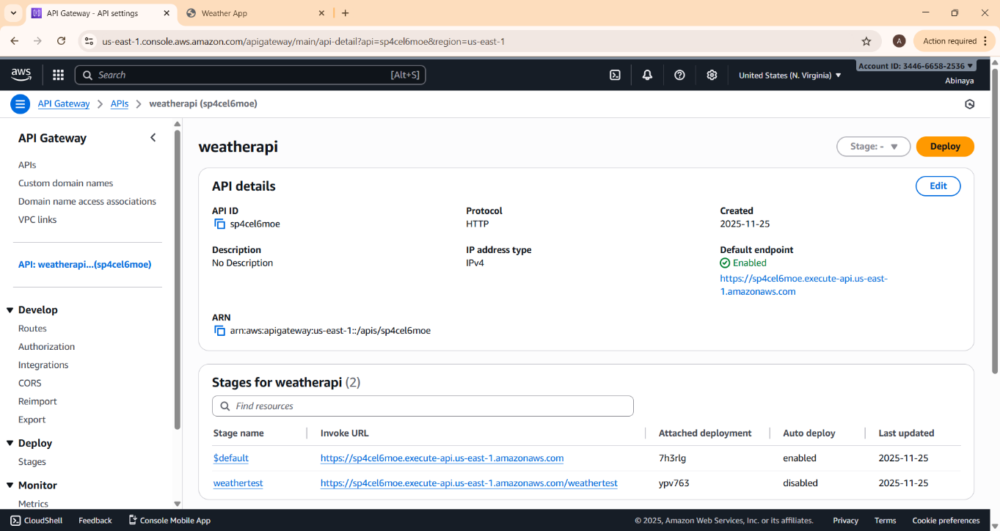 API Gateway - API settings
Weather App
us-east-1.console.aws.amazon.com/apigateway/main/api-detail?api=sp4cel6moe&region=us-east-1
A
Action required
aws
Search
[Alt+S]
United States (N. Virginia)
Account ID: 3446-6658-2536
Abinaya
API Gateway
APIs
weatherapi (sp4cel6moe)
API Gateway
APIs
Custom domain names
Domain name access associations
VPC links
API: weatherapi...(sp4cel6moe)
Develop
Routes
Authorization
Integrations
CORS
Reimport
Export
Deploy
Stages
Monitor
Metrics
weatherapi
Stage: -
Deploy
API details
Edit
API ID
sp4cel6moe
Protocol
HTTP
Created
2025-11-25
Description
No Description
IP address type
IPv4
Default endpoint
Enabled
https://sp4cel6moe.execute-api.us-east-
1.amazonaws.com
ARN
arn:aws:apigateway:us-east-1::/apis/sp4cel6moe
Stages for weatherapi (2)
Find resources
Stage name Invoke URL Attached deployment Auto deploy Last updated
$default https://sp4cel6moe.execute-api.us-east-1.amazonaws.com 7h3rlg enabled 2025-11-25
weathertest https://sp4cel6moe.execute-api.us-east-1.amazonaws.com/weathertest ypv763 disabled 2025-11-25
CloudShell Feedback Console Mobile App © 2025, Amazon Web Services, Inc. or its affiliates. Privacy Terms Cookie preferences